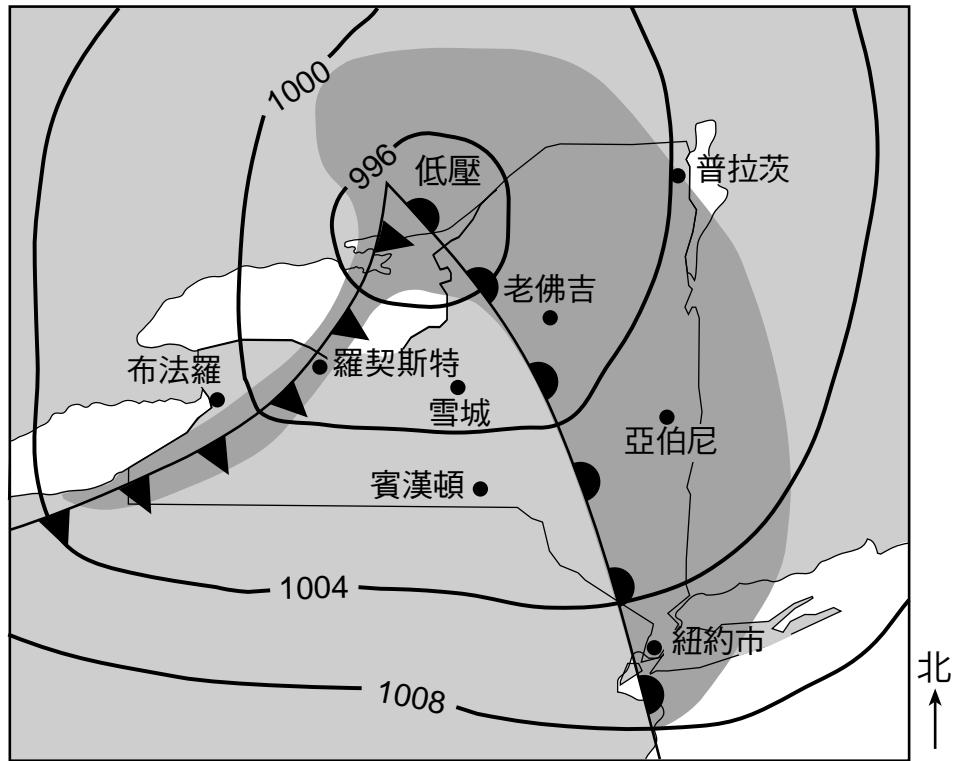 1000
996
低壓
普拉茨
老佛吉
布法羅
羅契斯特
雪城
亞伯尼
賓漢頓
1004
紐約市
北
1008